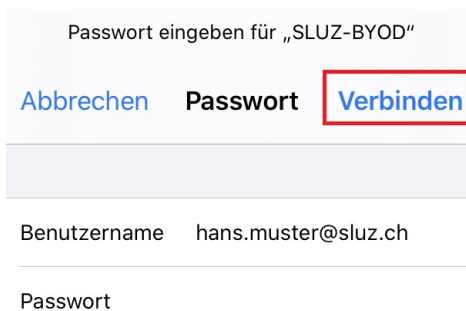 Passwort eingeben für „SLUZ-BYOD“
Abbrechen Passwort Verbinden
Benutzername hans.muster@sluz.ch
Passwort